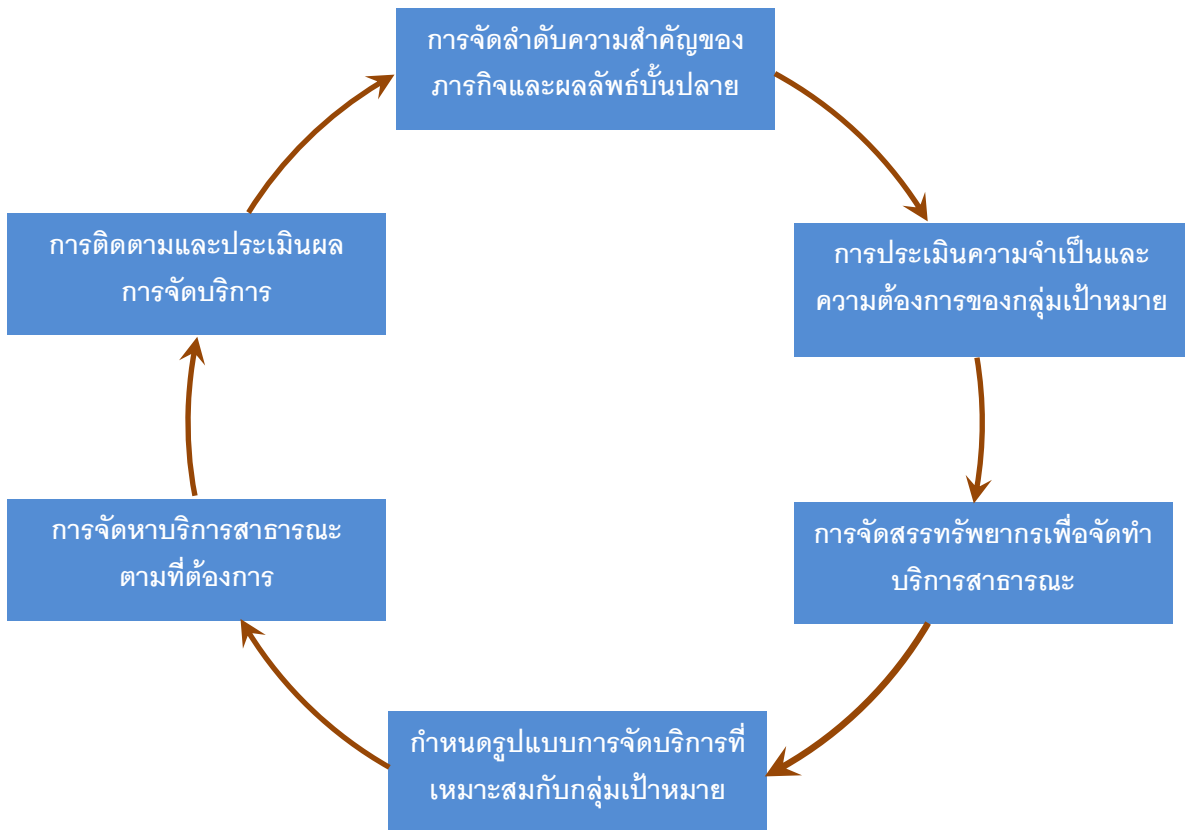 การจัดลำดับความสำคัญของ
ภารกิจและผลลัพธ์บั้นปลาย
การประเมินความจำเป็นและ
ความต้องการของกลุ่มเป้าหมาย
การจัดสรรทรัพยากรเพื่อจัดทำ
บริการสาธารณะ
กำหนดรูปแบบการจัดบริการที่
เหมาะสมกับกลุ่มเป้าหมาย
การจัดหาบริการสาธารณะ
ตามที่ต้องการ
การติดตามและประเมินผล
การจัดบริการ